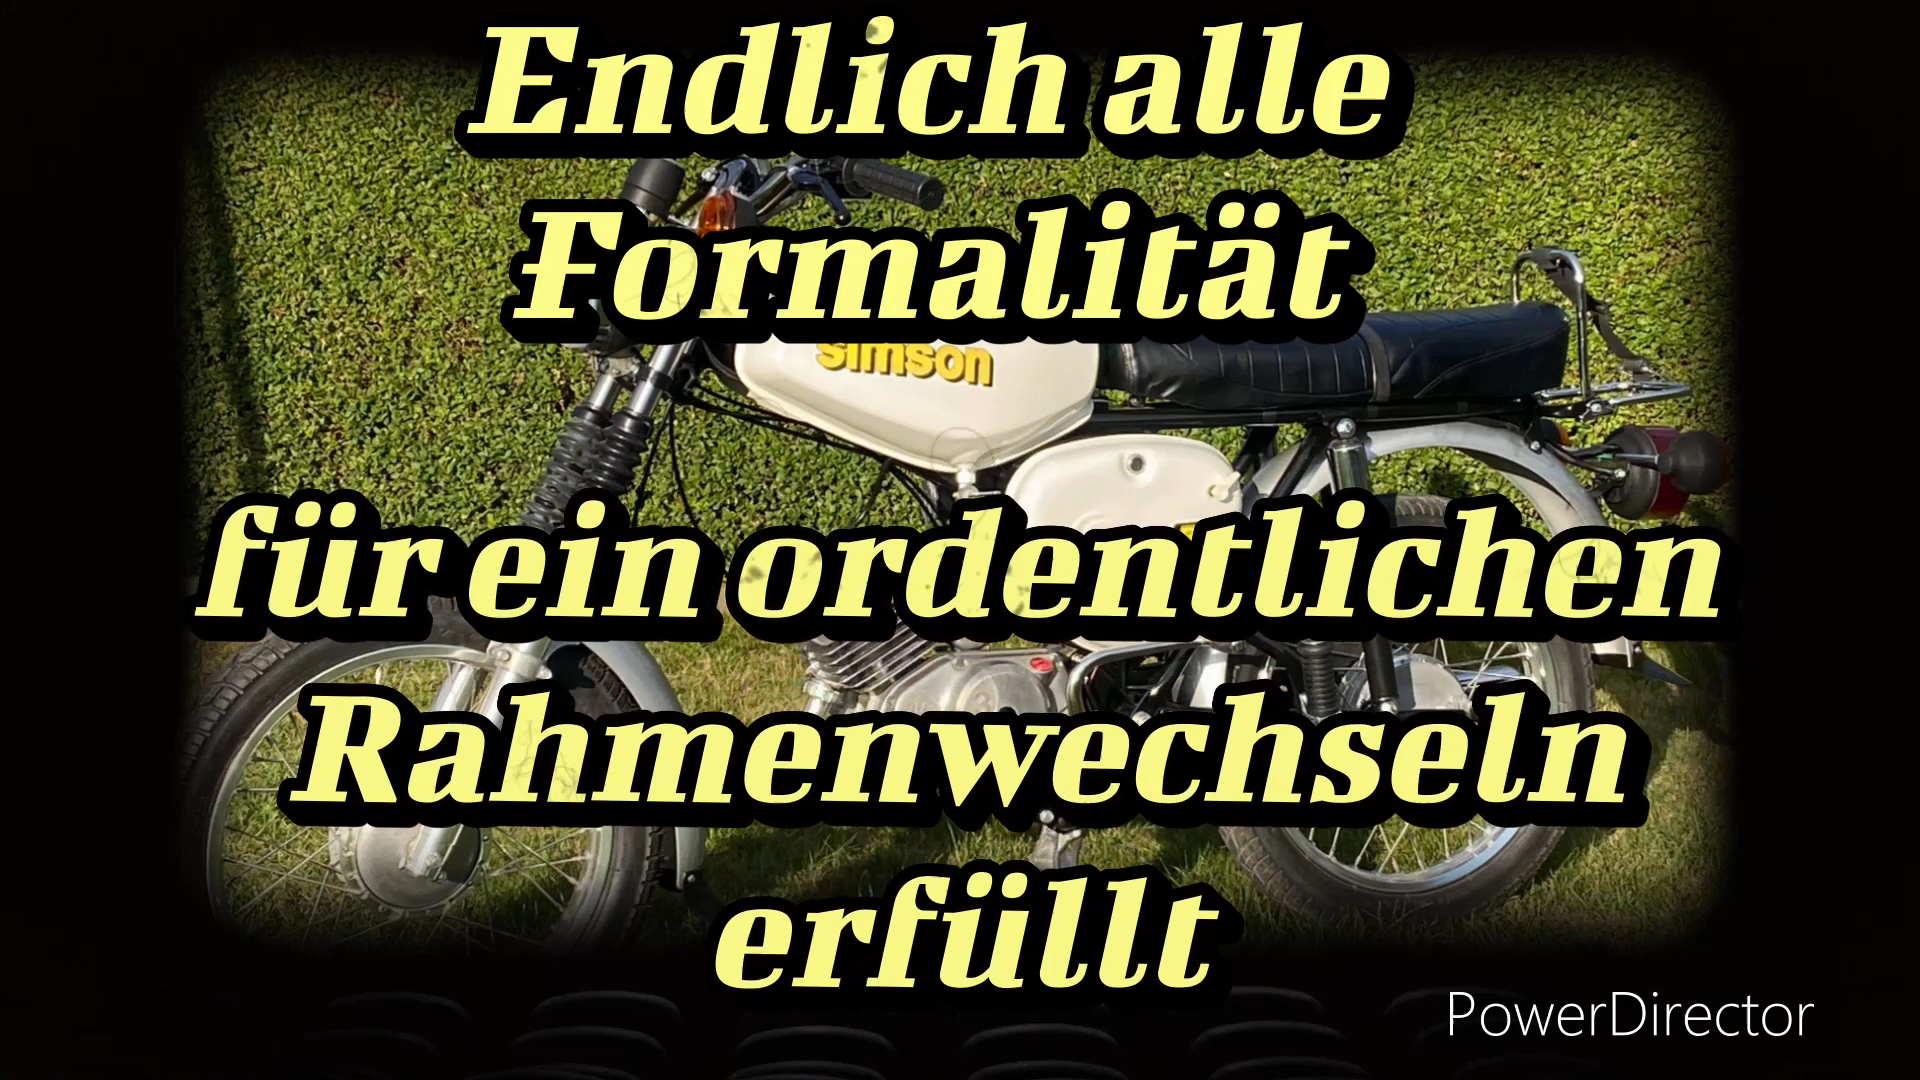 Endlich alle
Formalität
simson
für ein ordentlichen
Rahmenwechseln
erfüllt
PowerDirector